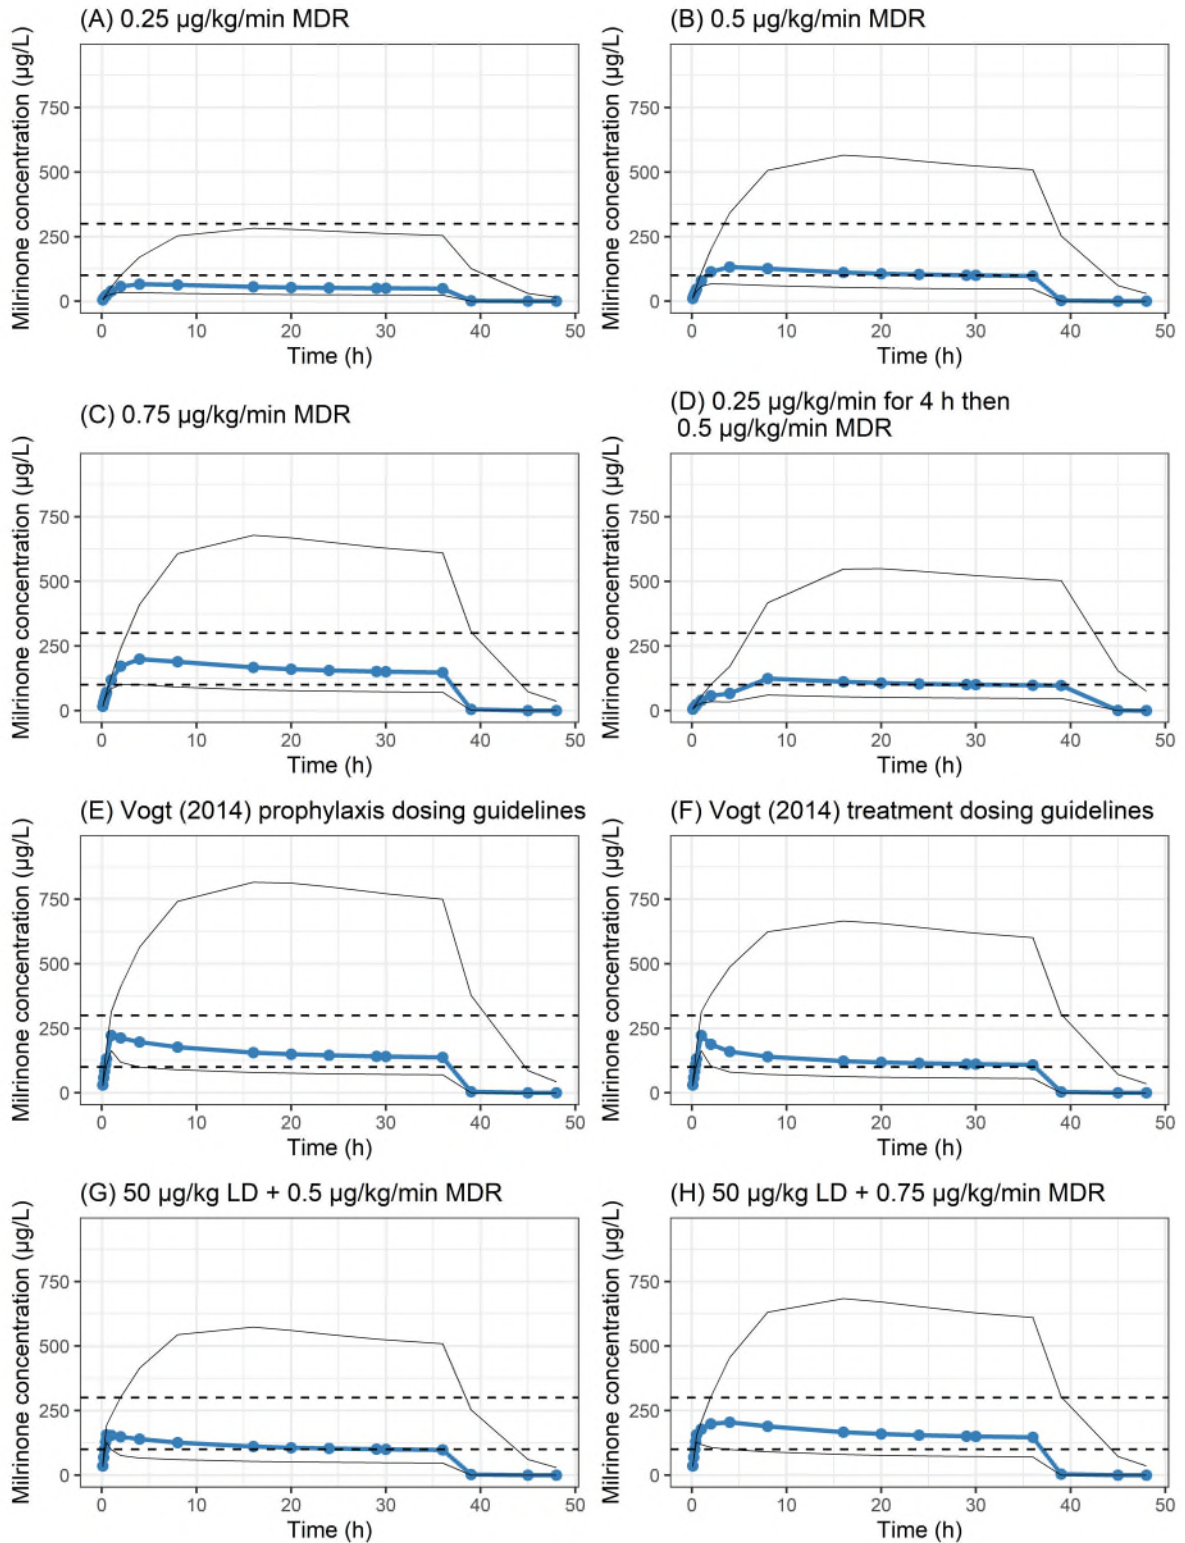 (A) 0.25 µg/kg/min MDR
Milrinone concentration (µg/L)
750
500
250
0
0 10 20 30 40 50
Time (h)
(B) 0.5 µg/kg/min MDR
Milrinone concentration (µg/L)
750
500
250
0
0 10 20 30 40 50
Time (h)
(C) 0.75 µg/kg/min MDR
Milrinone concentration (µg/L)
750
500
250
0
0 10 20 30 40 50
Time (h)
(D) 0.25 µg/kg/min for 4 h then
0.5 µg/kg/min MDR
Milrinone concentration (µg/L)
750
500
250
0
0 10 20 30 40 50
Time (h)
(E) Vogt (2014) prophylaxis dosing guidelines
Milrinone concentration (µg/L)
750
500
250
0
0 10 20 30 40 50
Time (h)
(F) Vogt (2014) treatment dosing guidelines
Milrinone concentration (µg/L)
750
500
250
0
0 10 20 30 40 50
Time (h)
(G) 50 µg/kg LD + 0.5 µg/kg/min MDR
Milrinone concentration (µg/L)
750
500
250
0
0 10 20 30 40 50
Time (h)
(H) 50 µg/kg LD + 0.75 µg/kg/min MDR
Milrinone concentration (µg/L)
750
500
250
0
0 10 20 30 40 50
Time (h)